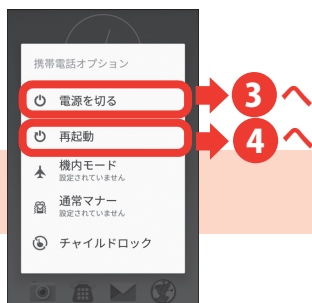 携帯電話オプション
電源を切る
3 へ
再起動
4 へ
機内モード
設定されていません
通常マナー
設定されていません
チャイルドロック